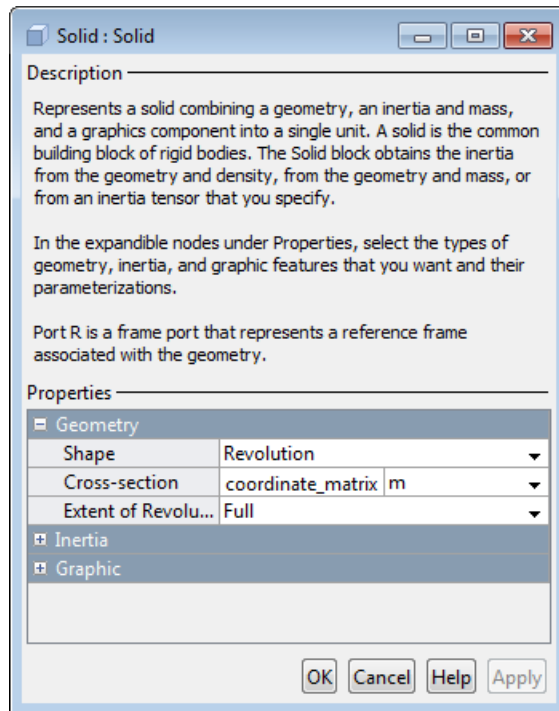 Solid : Solid
Description
Represents a solid combining a geometry, an inertia and mass,
and a graphics component into a single unit. A solid is the common
building block of rigid bodies. The Solid block obtains the inertia
from the geometry and density, from the geometry and mass, or
from an inertia tensor that you specify.
In the expandible nodes under Properties, select the types of
geometry, inertia, and graphic features that you want and their
parameterizations.
Port R is a frame port that represents a reference frame
associated with the geometry.
Properties
Geometry
Shape Revolution
Cross-section coordinate_matrix m
Extent of Revolu... Full
Inertia
Graphic
OK Cancel Help Apply